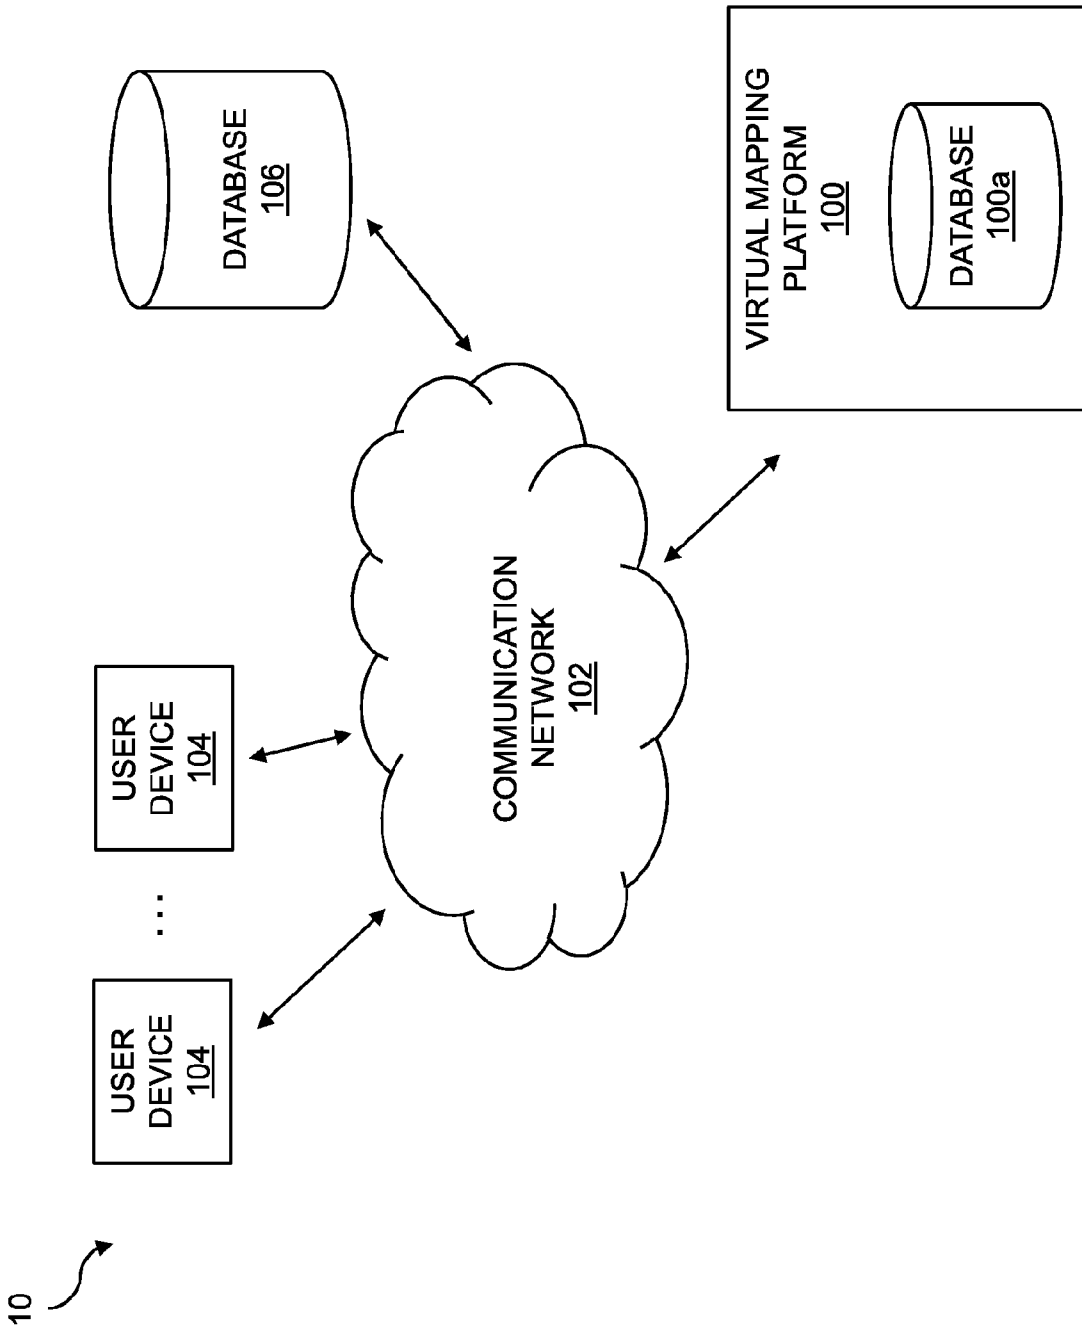 10
USER
DEVICE
104
...
USER
DEVICE
104
DATABASE
106
COMMUNICATION
NETWORK
102
VIRTUAL MAPPING
PLATFORM
100
DATABASE
100a